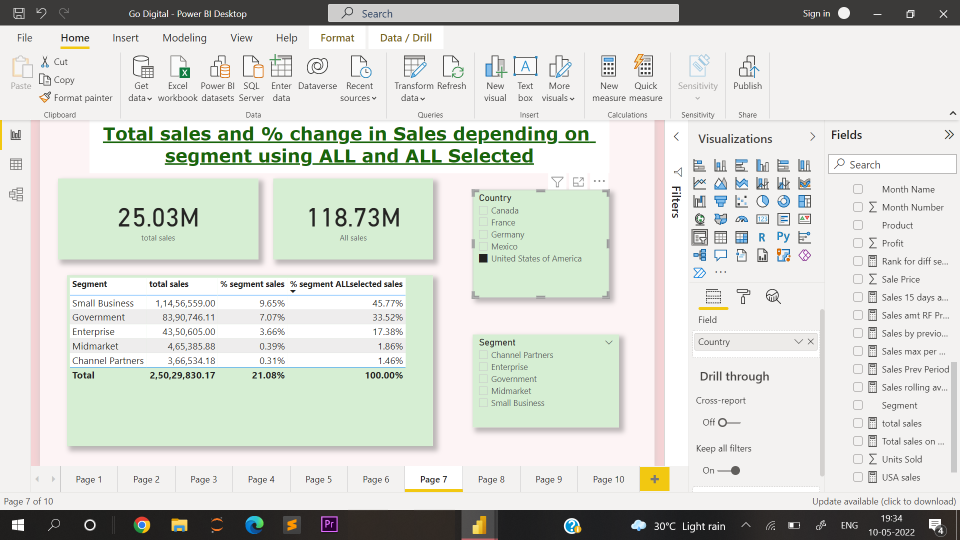 Go Digital - Power BI Desktop
Search
Sign in
File Home Insert Modeling View Help Format Data / Drill
Paste
Cut
Copy
Format painter
Get data
Excel workbook
Power BI datasets
SQL Server
Enter data
Dataverse
Recent sources
Transform data
Refresh
New visual
Text box
More visuals
New measure
Quick measure
Sensitivity
Publish
Clipboard Data Queries Insert Calculations Sensitivity Share
Total sales and % change in Sales depending on
segment using ALL and ALL Selected
25.03M
total sales
118.73M
All sales
Country
Canada
France
Germany
Mexico
United States of America
Segment total sales % segment sales % segment ALLselected sales
Small Business 1,14,56,559.00 9.65% 45.77%
Government 83,90,746.11 7.07% 33.52%
Enterprise 43,50,605.00 3.66% 17.38%
Midmarket 4,65,385.88 0.39% 1.86%
Channel Partners 3,66,534.18 0.31% 1.46%
Total 2,50,29,830.17 21.08% 100.00%
Segment
Channel Partners
Enterprise
Government
Midmarket
Small Business
Filters
Visualizations
R Py
Field
Country
Drill through
Cross-report
Off
Keep all filters
On
Fields
Search
Month Name
Month Number
Product
Profit
Rank for diff se...
Sale Price
Sales 15 days a...
Sales amt RF Pr...
Sales by previo...
Sales max per ...
Sales Prev Period
Sales rolling av...
Segment
total sales
Total sales on ...
Units Sold
USA sales
Page 1 Page 2 Page 3 Page 4 Page 5 Page 6 Page 7 Page 8 Page 9 Page 10
Page 7 of 10
Update available (click to download)
Pr
30°C Light rain
ENG
19:34
10-05-2022
4